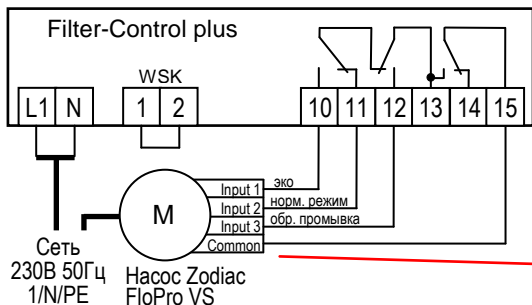 Filter-Control plus
WSK
L1 N 1 2 10 11 12 13 14 15
Input 1 эко
Input 2 норм. режим
Input 3 обр. промывка
Common
M
Сеть
230В 50Гц
1/N/PE
Насос Zodiac
FloPro VS